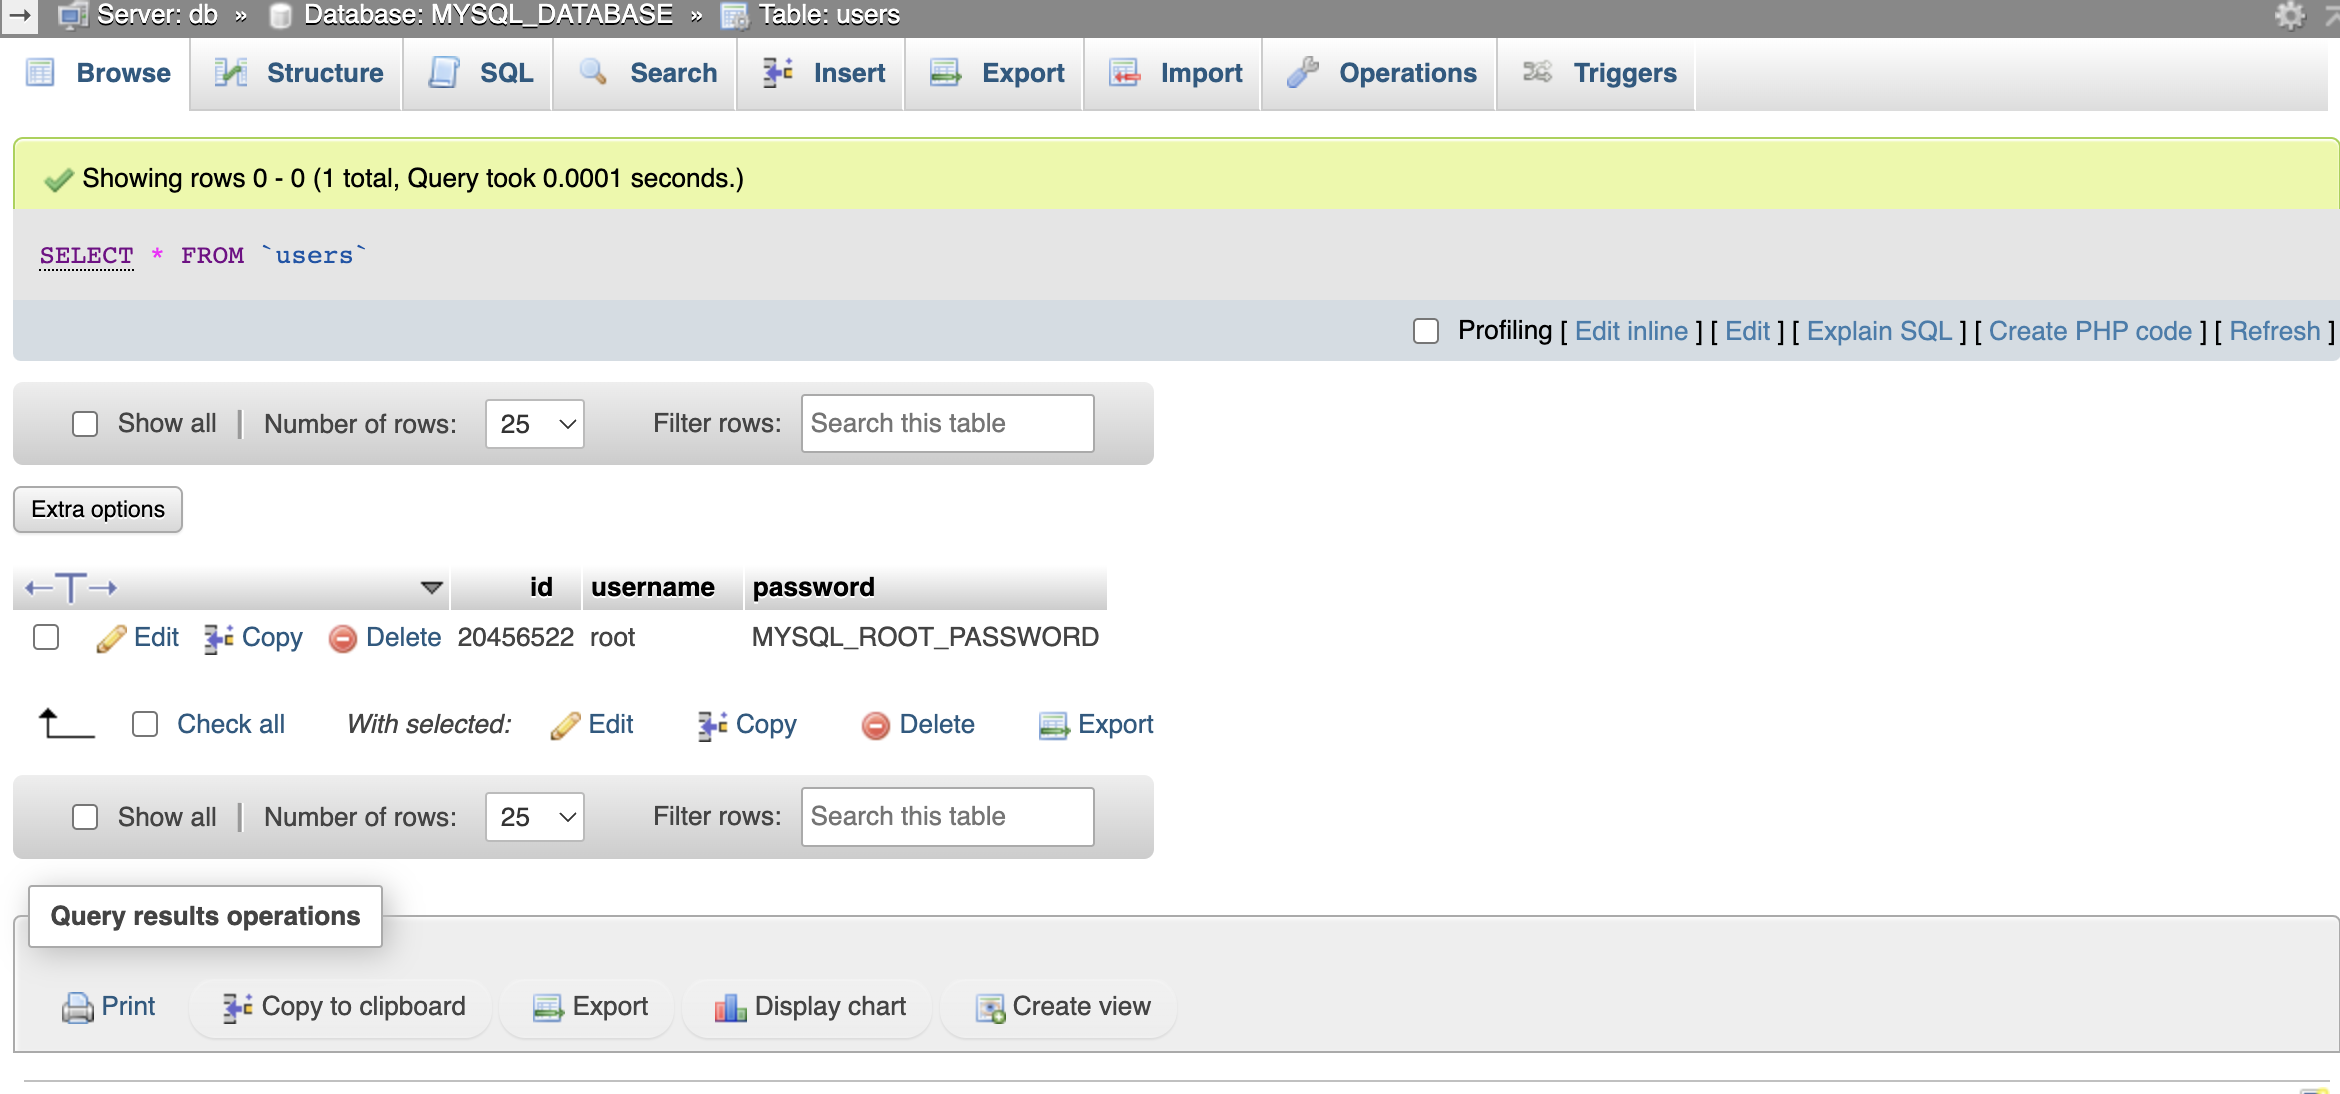 Server: db » Database: MYSQL_DATABASE » Table: users
Browse Structure SQL Search Insert Export Import Operations Triggers
Showing rows 0 - 0 (1 total, Query took 0.0001 seconds.)
SELECT * FROM `users`
Profiling [ Edit inline ] [ Edit ] [ Explain SQL ] [ Create PHP code ] [ Refresh ]
Show all | Number of rows: 25 Filter rows: Search this table
Extra options
id username password
Edit Copy Delete 20456522 root MYSQL_ROOT_PASSWORD
Check all With selected: Edit Copy Delete Export
Show all | Number of rows: 25 Filter rows: Search this table
Query results operations
Print Copy to clipboard Export Display chart Create view